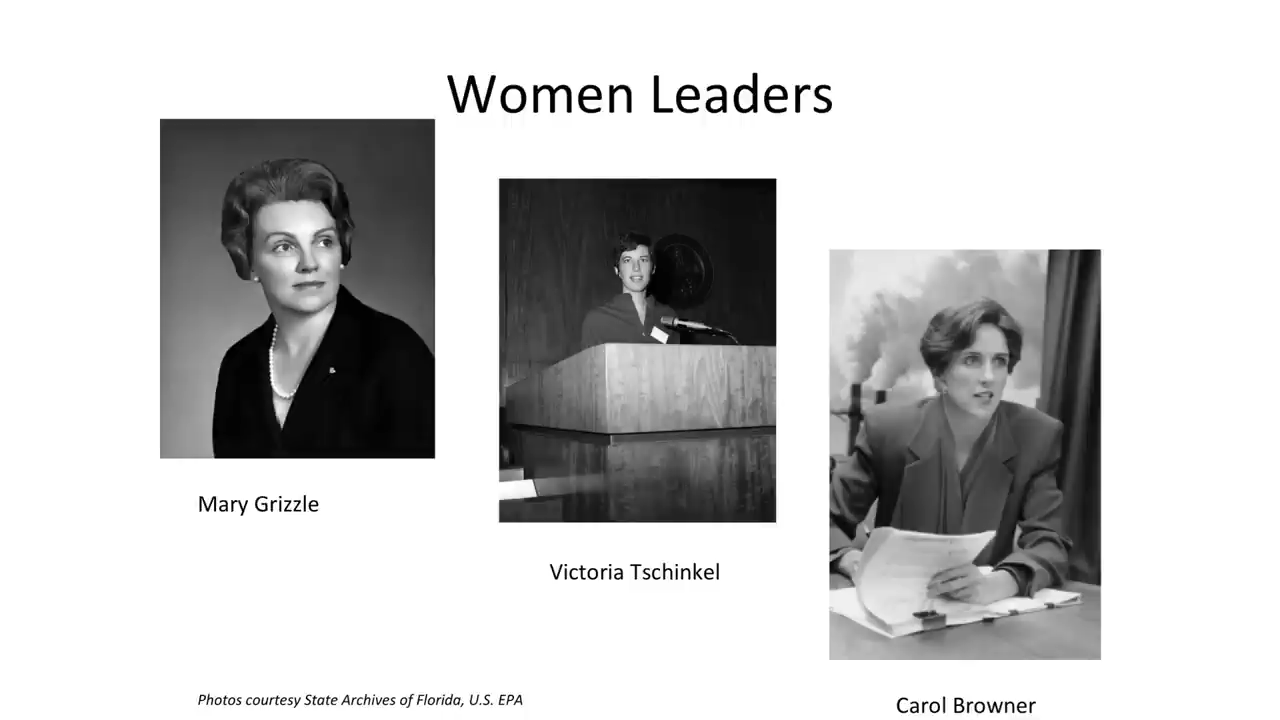 Women Leaders
Mary Grizzle
Victoria Tschinkel
Photos courtesy State Archives of Florida, U.S. EPA
Carol Browner